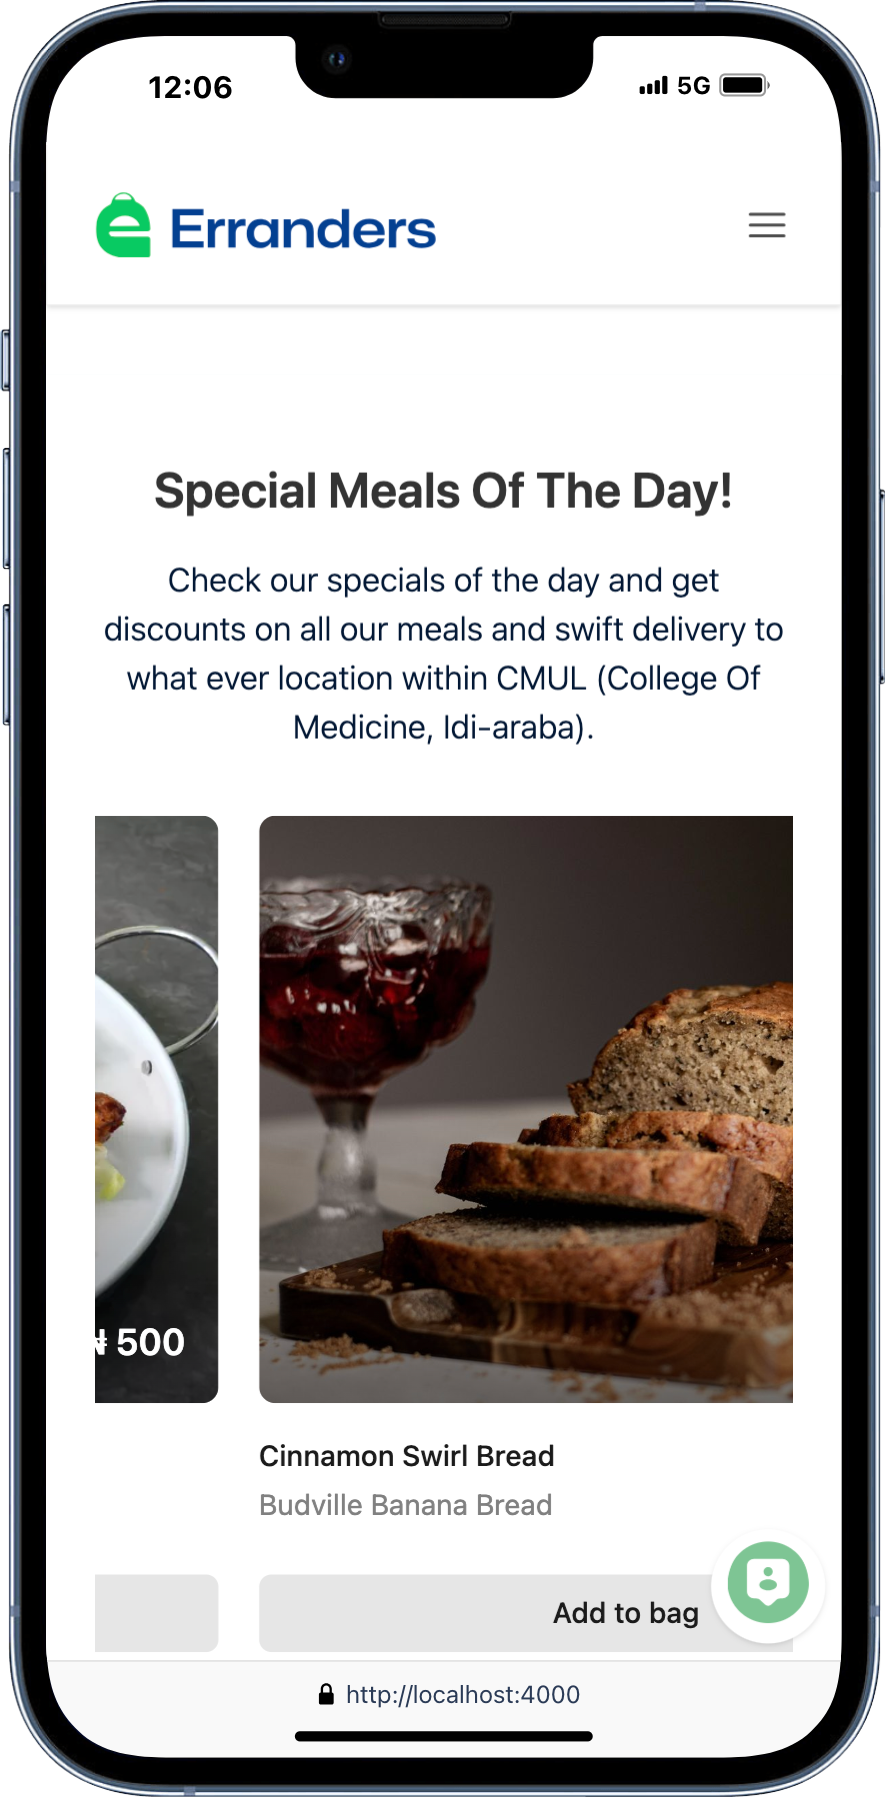 12:06
5G
Erranders
Special Meals Of The Day!
Check our specials of the day and get
discounts on all our meals and swift delivery to
what ever location within CMUL (College Of
Medicine, Idi-araba).
₦ 500
Cinnamon Swirl Bread
Budville Banana Bread
Add to bag
http://localhost:4000